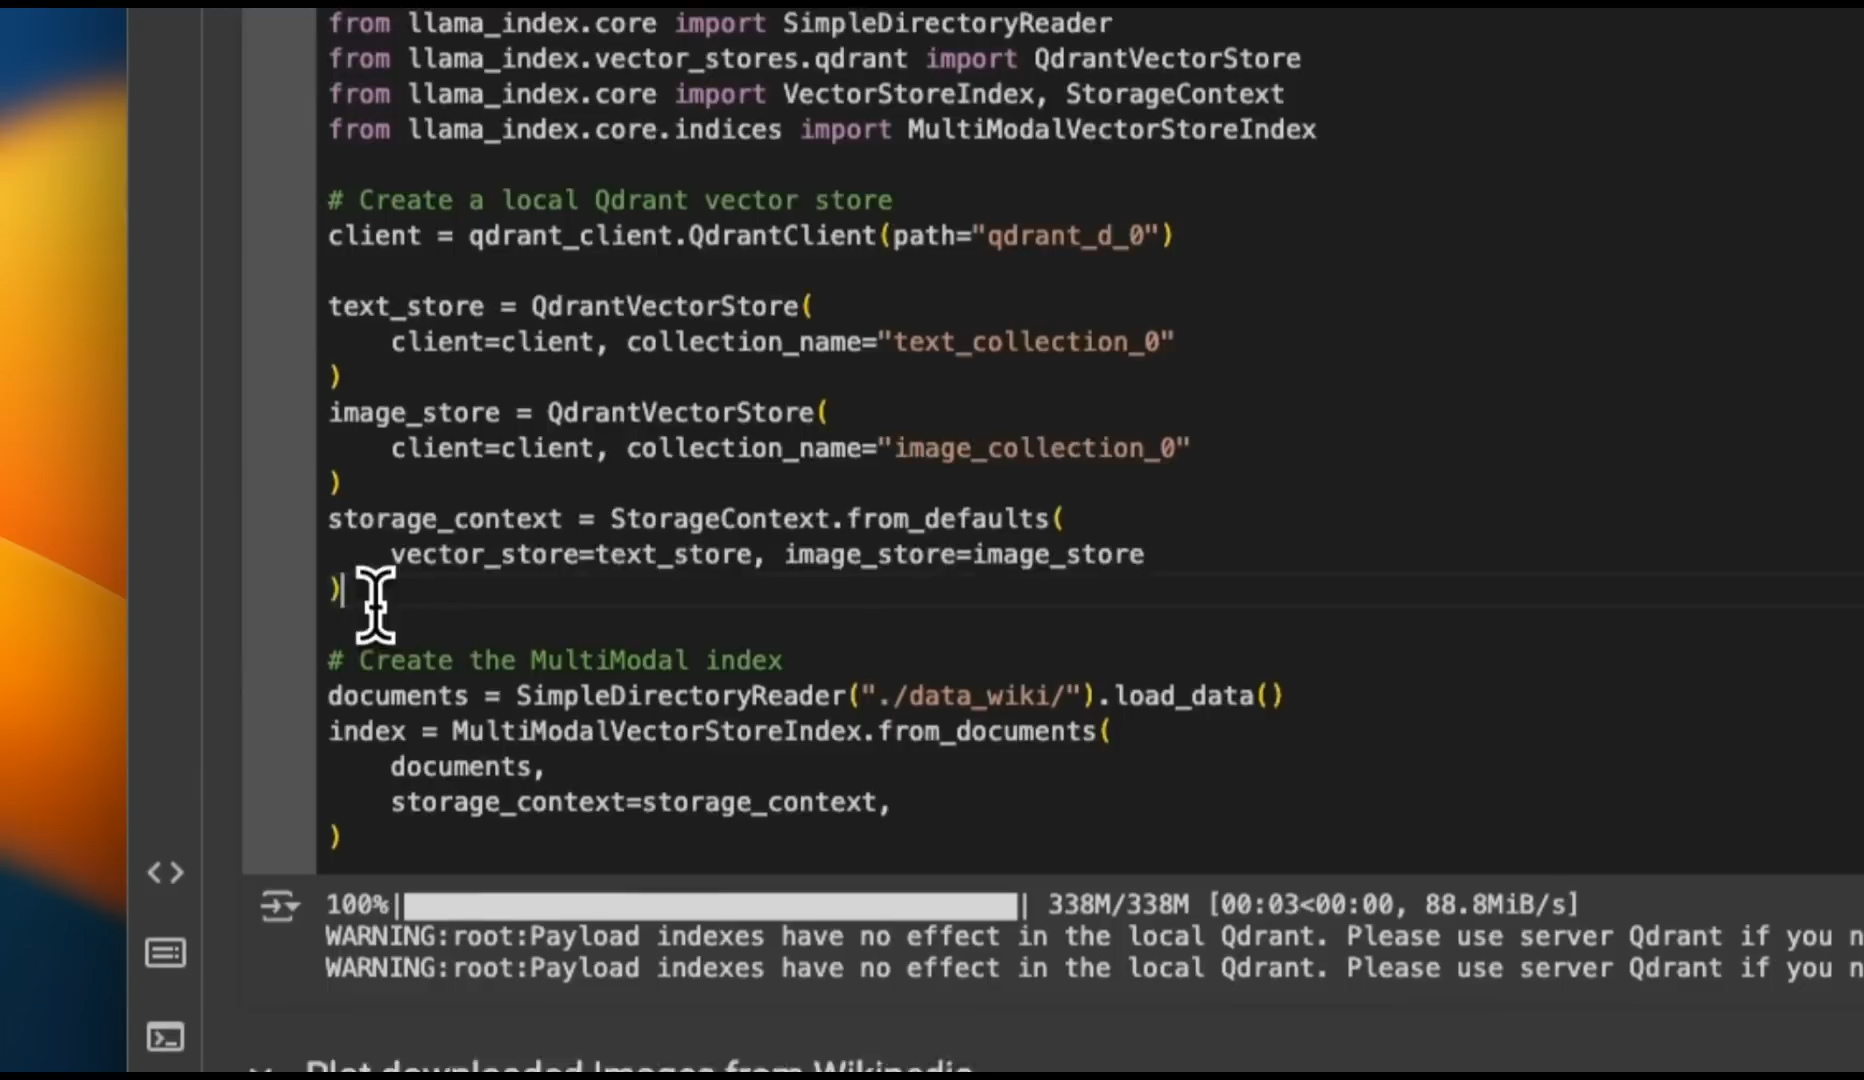 from llama_index.core import SimpleDirectoryReader
from llama_index.vector_stores.qdrant import QdrantVectorStore
from llama_index.core import VectorStoreIndex, StorageContext
from llama_index.core.indices import MultiModalVectorStoreIndex
# Create a local Qdrant vector store
client = qdrant_client.QdrantClient(path="qdrant_d_0")
text_store = QdrantVectorStore(
    client=client, collection_name="text_collection_0"
)
image_store = QdrantVectorStore(
    client=client, collection_name="image_collection_0"
)
storage_context = StorageContext.from_defaults(
    vector_store=text_store, image_store=image_store
)
# Create the MultiModal index
documents = SimpleDirectoryReader("./data_wiki/").load_data()
index = MultiModalVectorStoreIndex.from_documents(
    documents,
    storage_context=storage_context,
)
100%| | 338M/338M [00:03<00:00, 88.8MiB/s]
WARNING:root:Payload indexes have no effect in the local Qdrant. Please use server Qdrant if you n
WARNING:root:Payload indexes have no effect in the local Qdrant. Please use server Qdrant if you n
Plot downloaded Images from Wikipedia